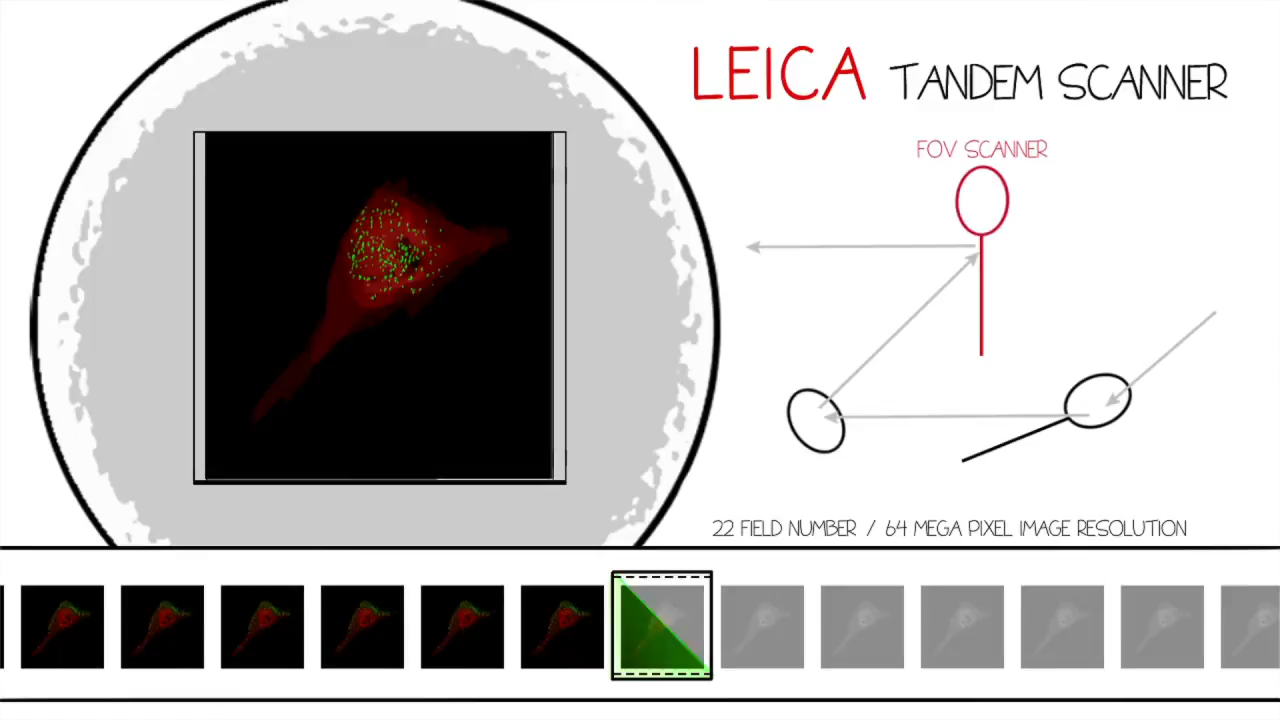 LEICA TANDEM SCANNER
FOV SCANNER
22 FIELD NUMBER / 64 MEGA PIXEL IMAGE RESOLUTION